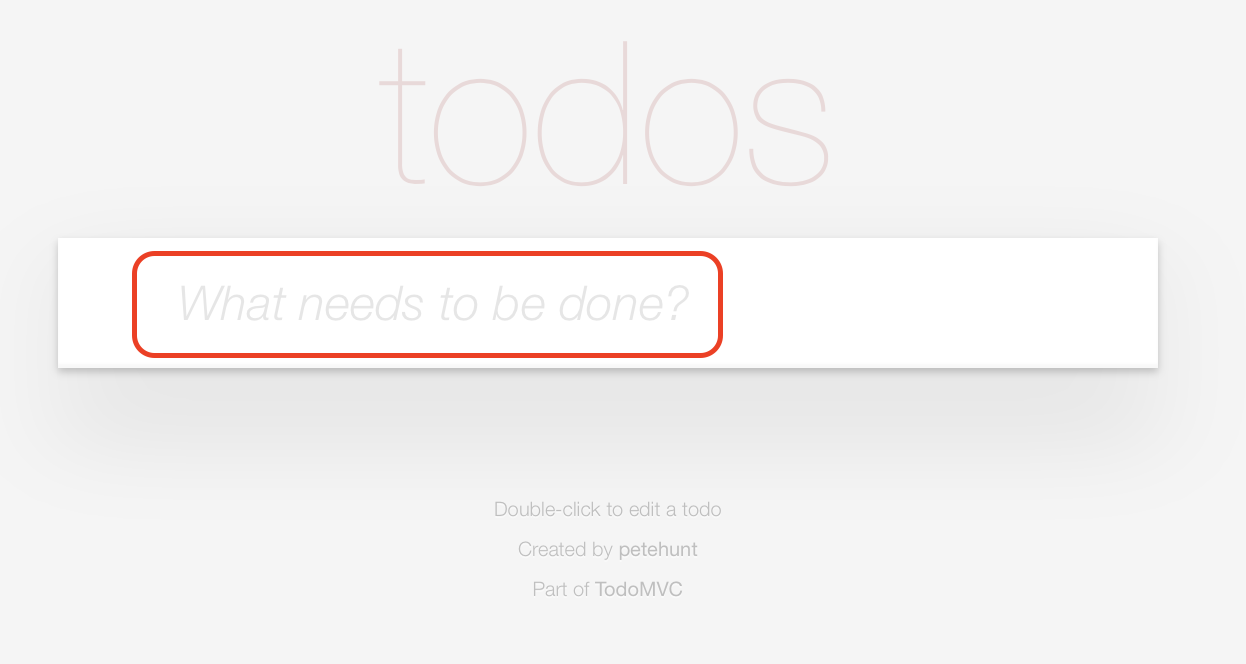 todos
What needs to be done?
Double-click to edit a todo
Created by petehunt
Part of TodoMVC